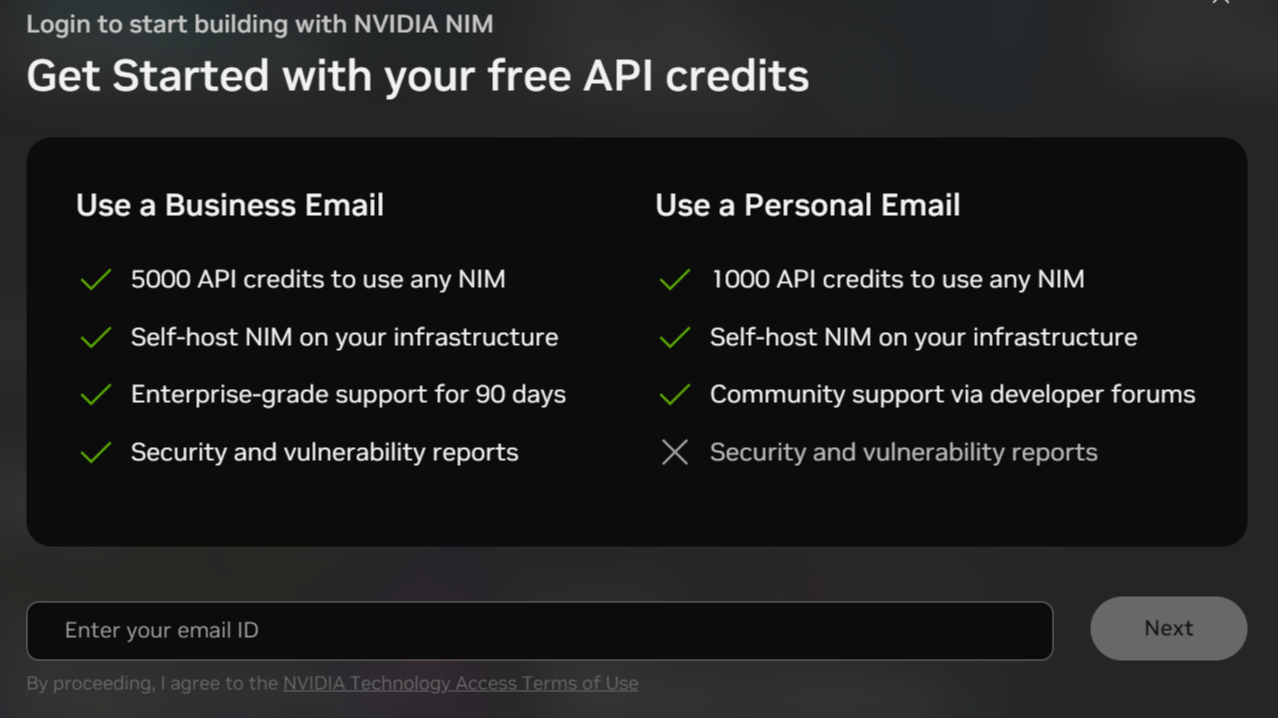 Login to start building with NVIDIA NIM
Get Started with your free API credits
Use a Business Email
5000 API credits to use any NIM
Self-host NIM on your infrastructure
Enterprise-grade support for 90 days
Security and vulnerability reports
Use a Personal Email
1000 API credits to use any NIM
Self-host NIM on your infrastructure
Community support via developer forums
Security and vulnerability reports
Enter your email ID
Next
By proceeding, I agree to the NVIDIA Technology Access Terms of Use